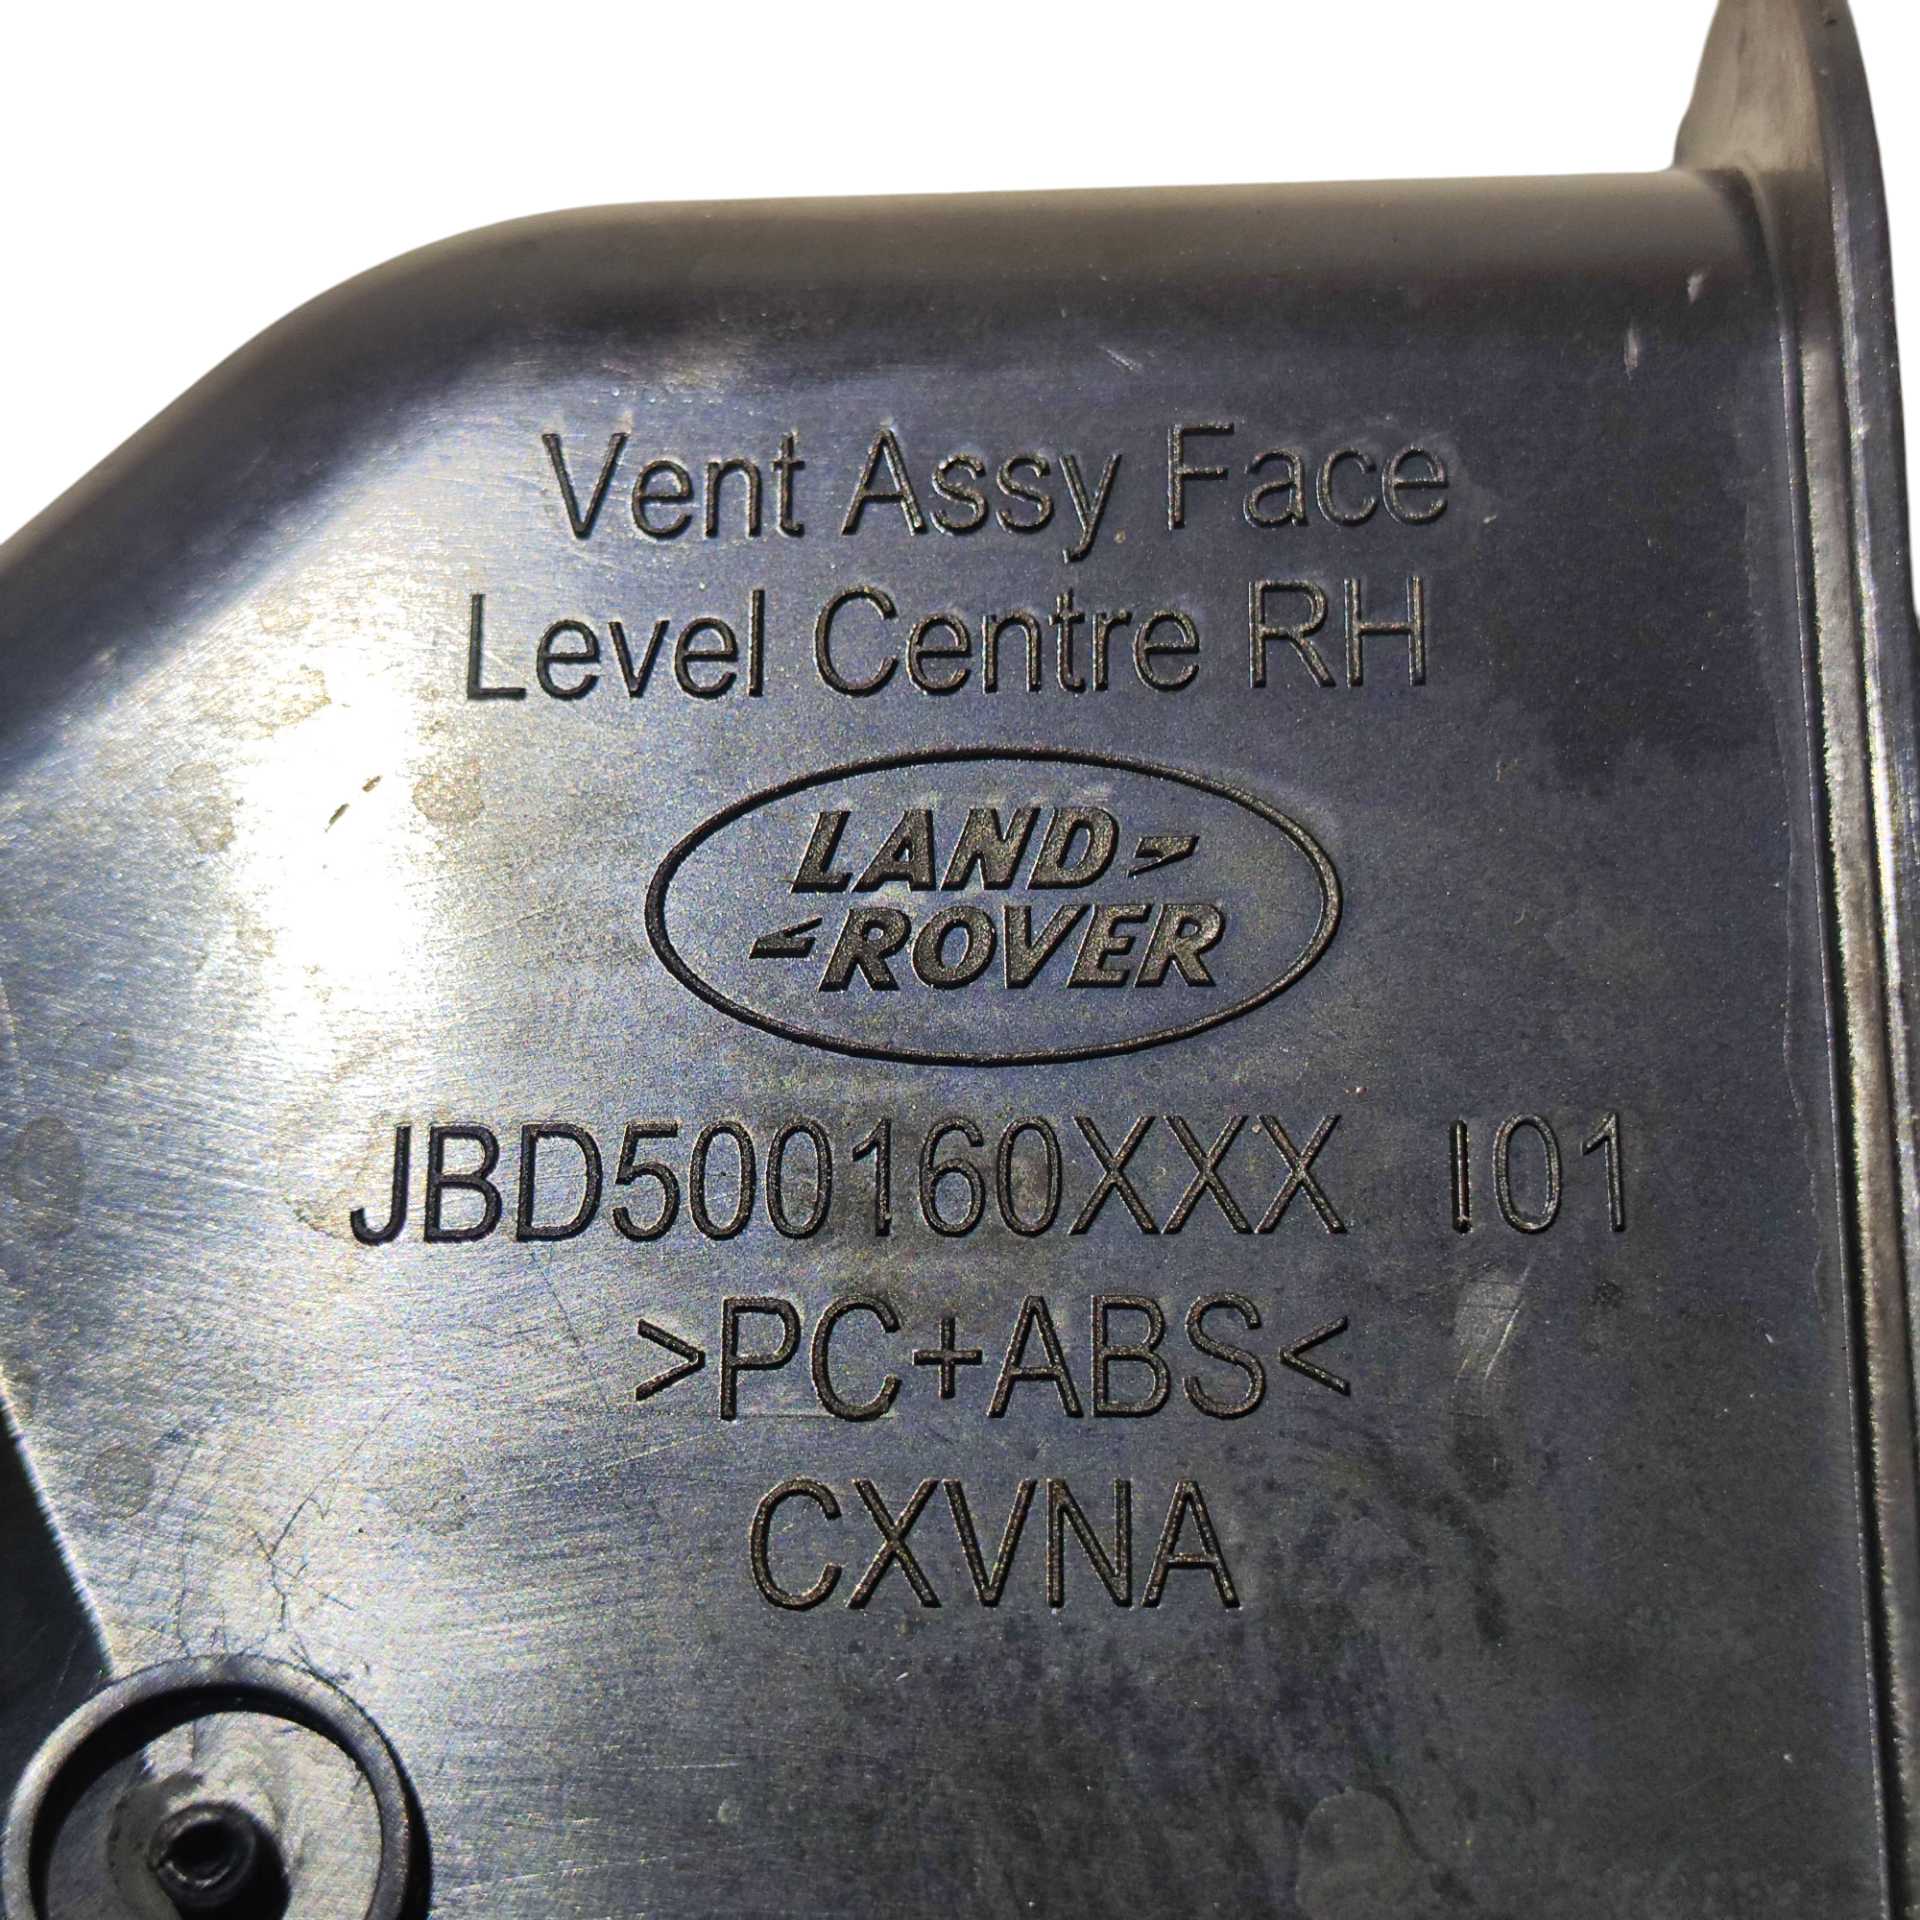 Vent Assy Face
Level Centre RH
LAND
ROVER
JBD500160XXX I01
>PC+ABS<
CXVNA